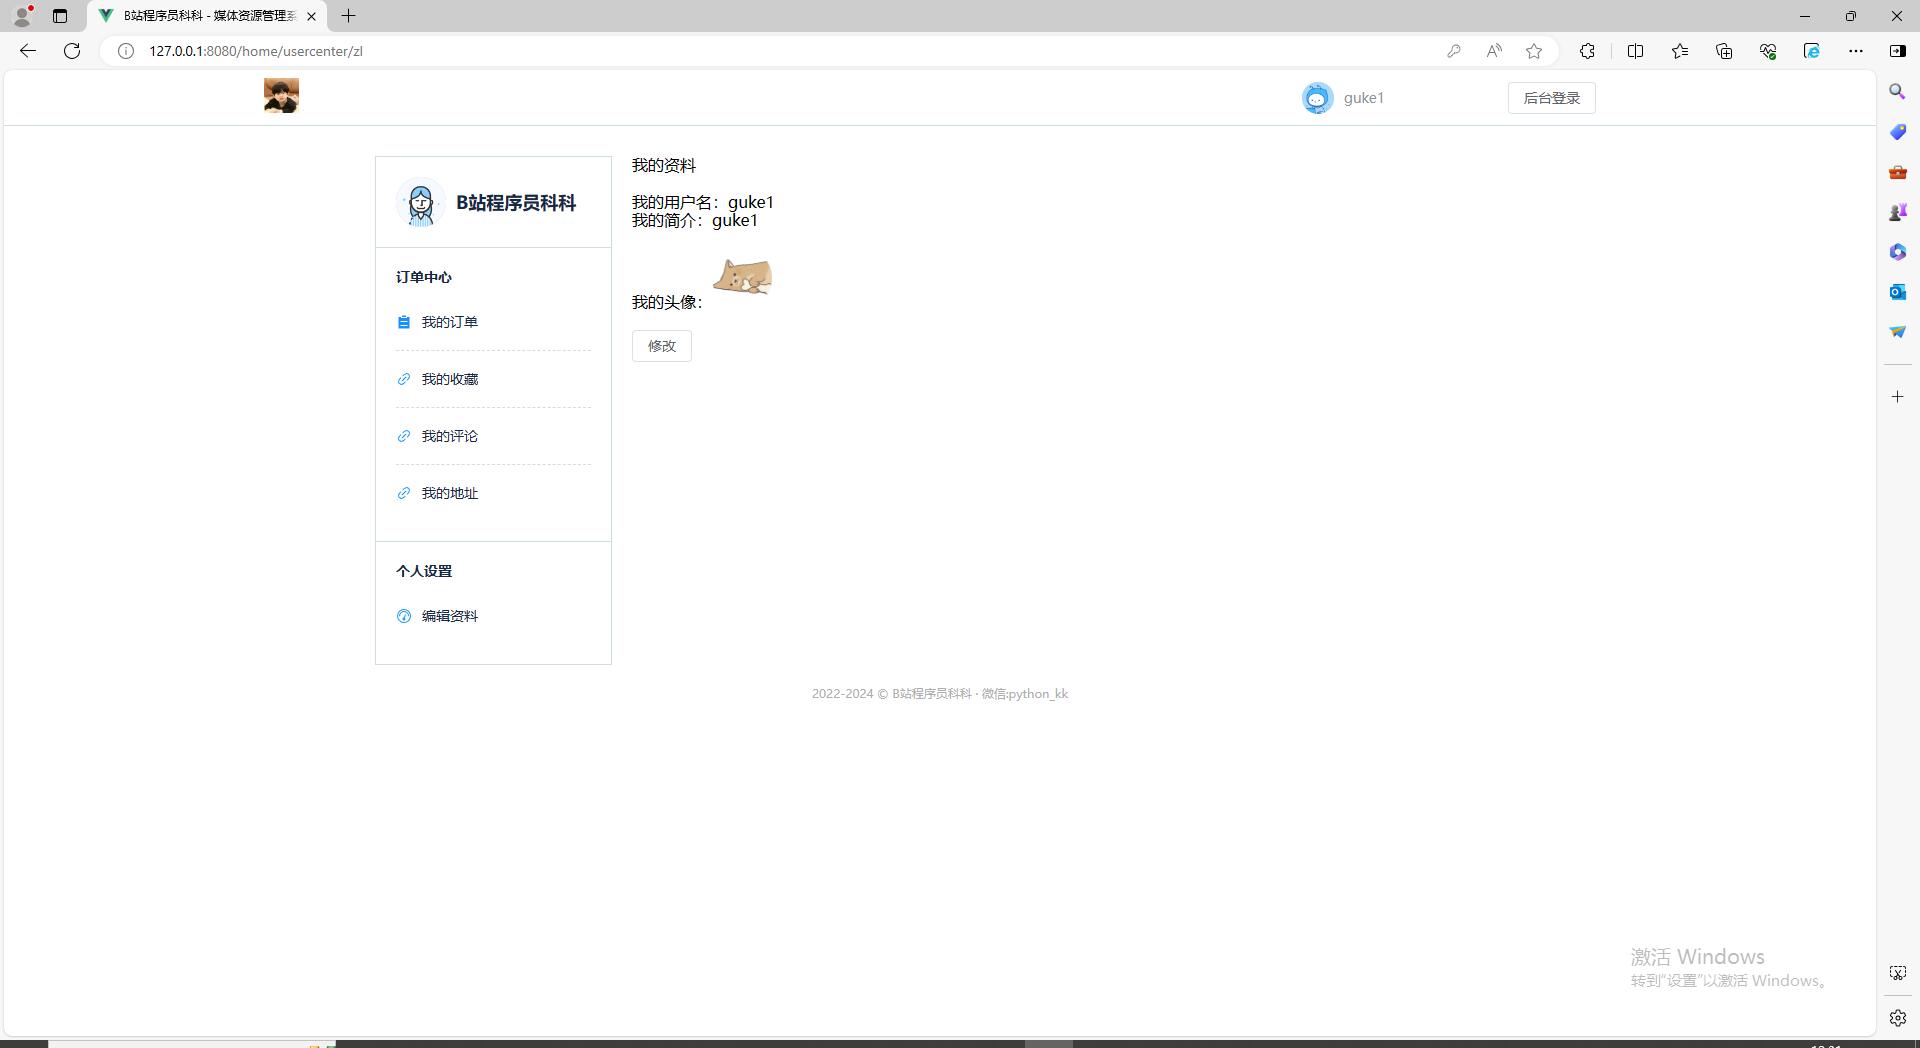 B站程序员科科 - 媒体资源管理系
127.0.0.1:8080/home/usercenter/zl
guke1
后台登录
B站程序员科科
订单中心
我的订单
我的收藏
我的评论
我的地址
个人设置
编辑资料
我的资料
我的用户名：guke1
我的简介：guke1
我的头像：
修改
2022-2024 © B站程序员科科 · 微信:python_kk
激活 Windows
转到“设置”以激活 Windows。